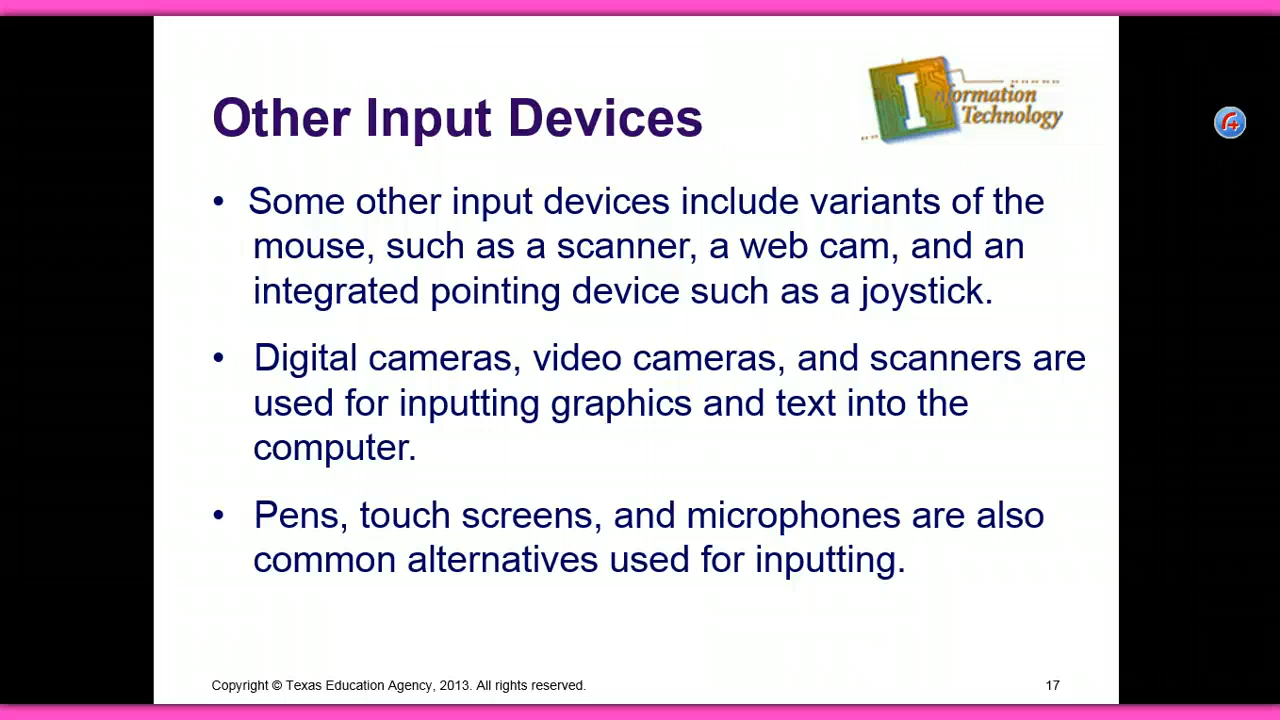 Information
Technology
Other Input Devices
• Some other input devices include variants of the
mouse, such as a scanner, a web cam, and an
integrated pointing device such as a joystick.
• Digital cameras, video cameras, and scanners are
used for inputting graphics and text into the
computer.
• Pens, touch screens, and microphones are also
common alternatives used for inputting.
Copyright © Texas Education Agency, 2013. All rights reserved.
17